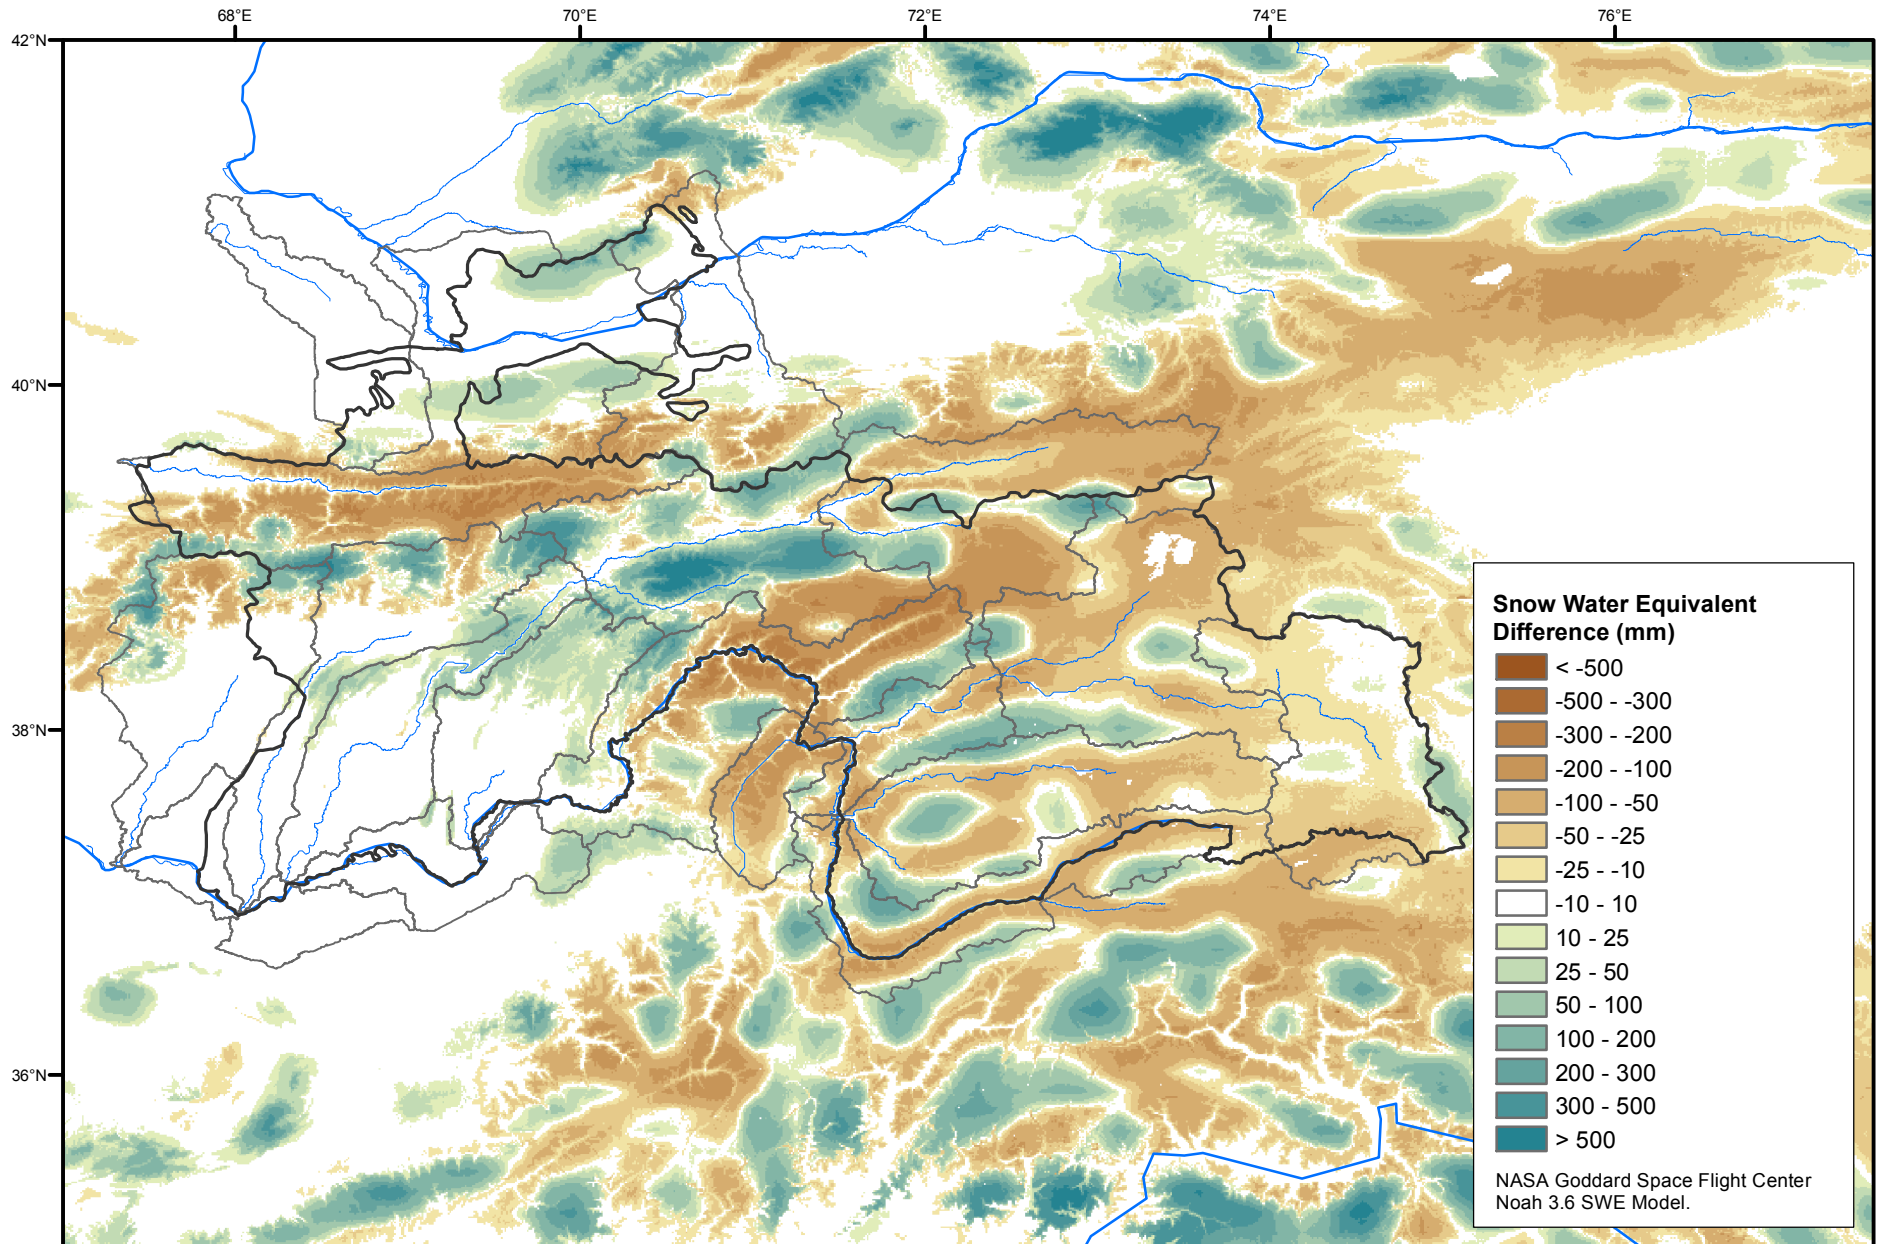 68°E 70°E 72°E 74°E 76°E
42°N
40°N
38°N
36°N
Snow Water Equivalent
Difference (mm)
< -500
-500 - -300
-300 - -200
-200 - -100
-100 - -50
-50 - -25
-25 - -10
-10 - 10
10 - 25
25 - 50
50 - 100
100 - 200
200 - 300
300 - 500
> 500
NASA Goddard Space Flight Center
Noah 3.6 SWE Model.